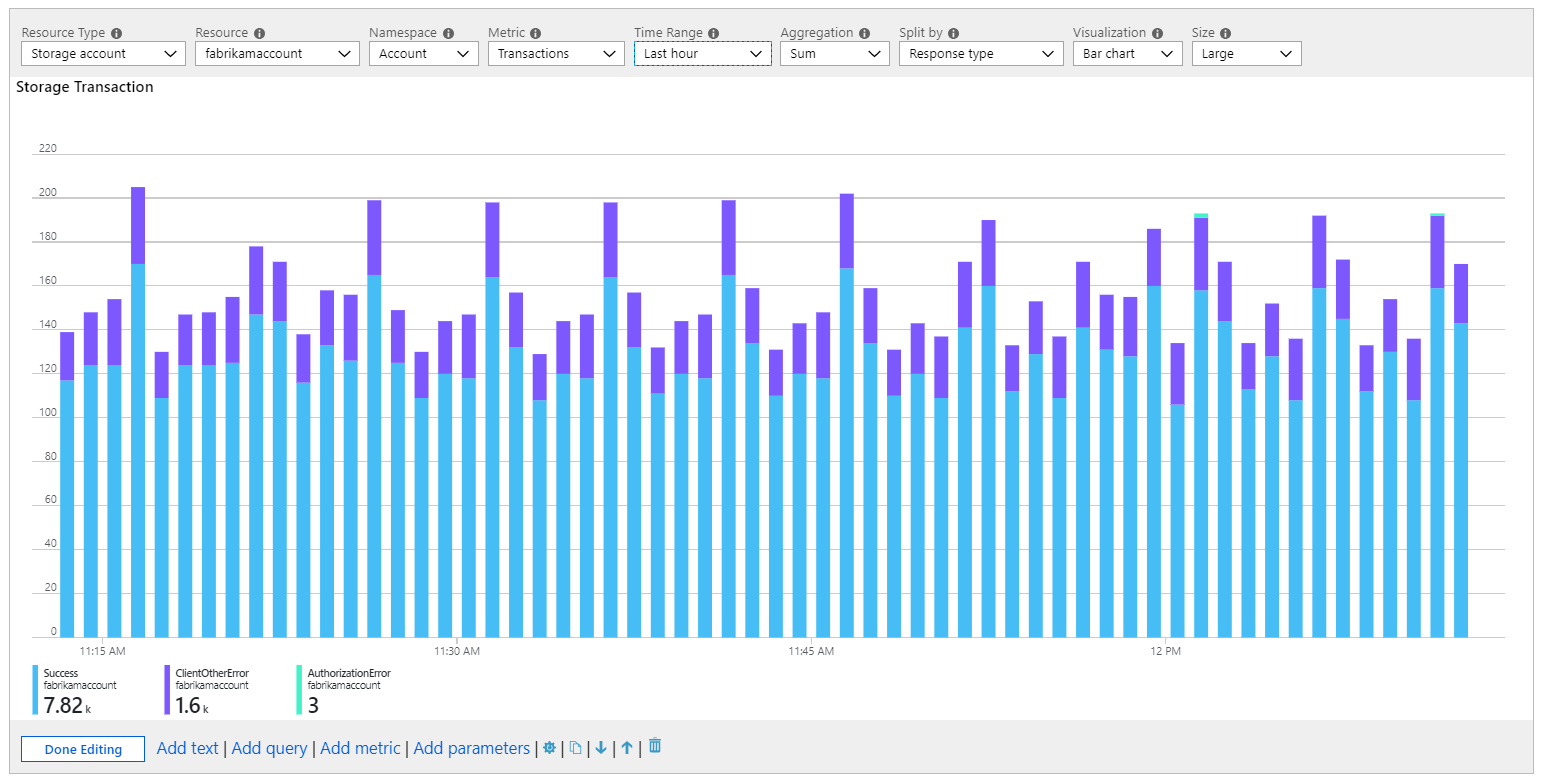 Resource Type Resource Namespace Metric Time Range Aggregation Split by Visualization Size
Storage account fabrikamaccount Account Transactions Last hour Sum Response type Bar chart Large
Storage Transaction
220
200
180
160
140
120
100
80
60
40
20
0
11:15 AM 11:30 AM 11:45 AM 12 PM
Success ClientOtherError AuthorizationError
fabrikamaccount fabrikamaccount fabrikamaccount
7.82 k 1.6 k 3
Done Editing Add text | Add query | Add metric | Add parameters | | | | |